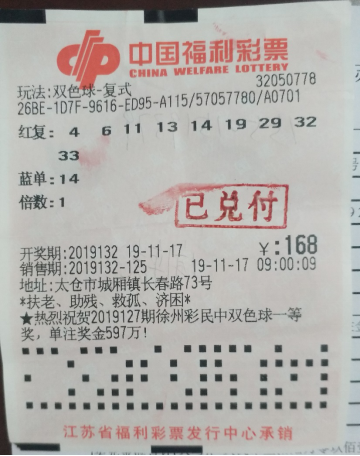 中国福利彩票
CHINA WELFARE LOTTERY
玩法:双色球-复式 32050778
26BE-1D7F-9616-ED95-A115/57057780/A0701
红复: 4 6 11 13 14 19 29 32
33
蓝单:14
倍数:1
已兑付
开奖期:2019132 19-11-17 ¥:168
销售期:2019132-125 19-11-17 09:00:09
地址:太仓市城厢镇长春路73号
*扶老、助残、救孤、济困*
★热烈祝贺2019127期徐州彩民中双色球一等
奖，单注奖金597万!
江苏省福利彩票发行中心承销